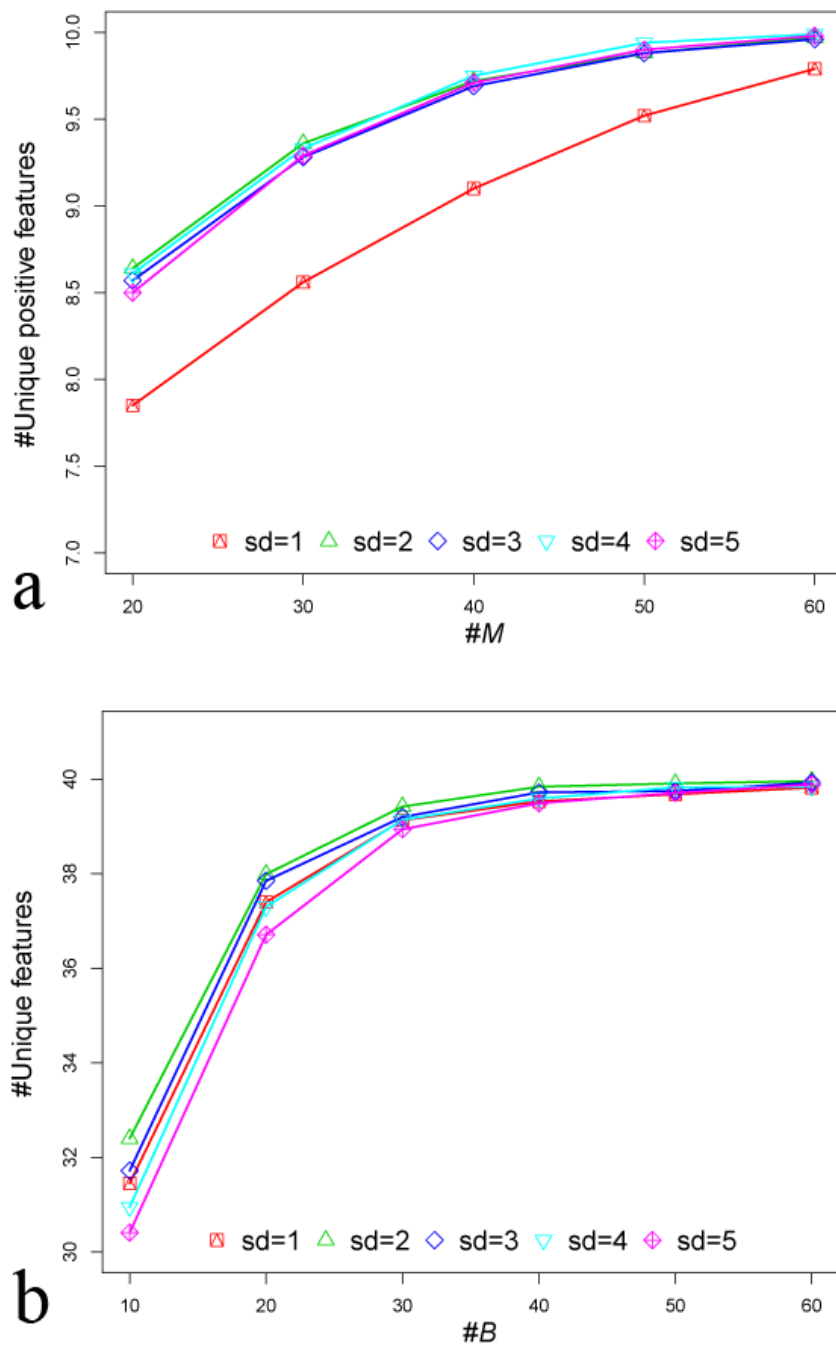 10.0
9.5
9.0
8.5
8.0
7.5
7.0
#Unique positive features
sd=1 sd=2 sd=3 sd=4 sd=5
a
20 30 40 50 60
#M
40
38
36
34
32
30
#Unique features
sd=1 sd=2 sd=3 sd=4 sd=5
b
10 20 30 40 50 60
#B